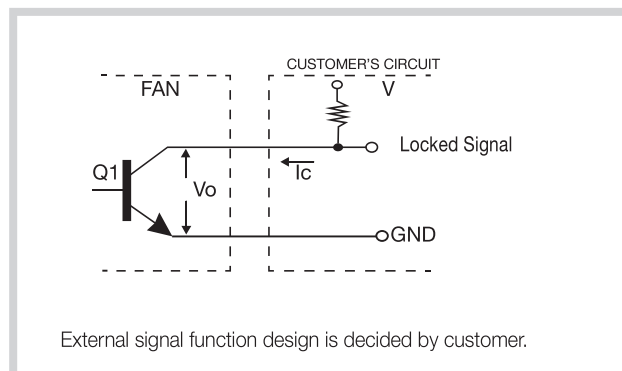 CUSTOMER'S CIRCUIT
FAN
V
Locked Signal
Q1
Ic
Vo
GND
External signal function design is decided by customer.